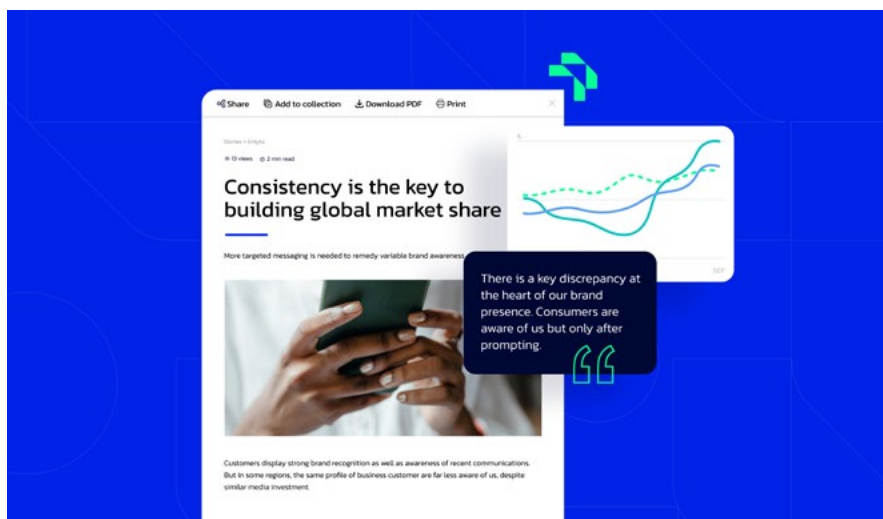 Share Add to collection Download PDF Print
Stories > Emjoy
13 views 2 min read
Consistency is the key to
building global market share
More targeted messaging is needed to remedy variable brand awareness
SEP
There is a key discrepancy at
the heart of our brand
presence. Consumers are
aware of us but only after
prompting.
Customers display strong brand recognition as well as awareness of recent communications.
But in some regions, the same profile of business customer are far less aware of us, despite
similar media investment